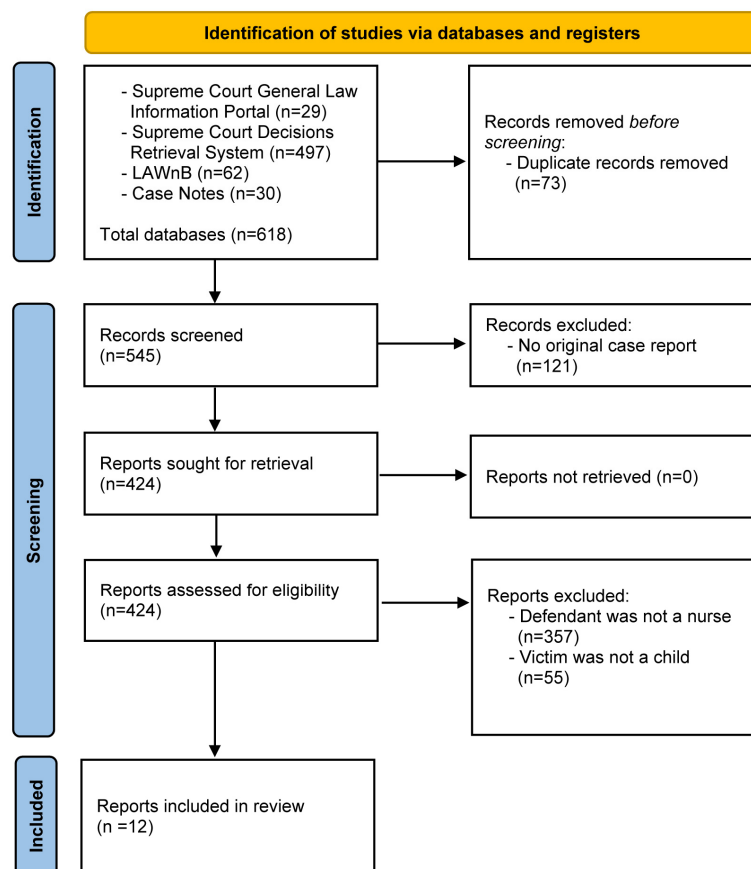 Identification of studies via databases and registers
Identification
- Supreme Court General Law
Information Portal (n=29)
- Supreme Court Decisions
Retrieval System (n=497)
- LAWnB (n=62)
- Case Notes (n=30)
Total databases (n=618)
Records removed before
screening:
- Duplicate records removed
(n=73)
Screening
Records screened
(n=545)
Records excluded:
- No original case report
(n=121)
Reports sought for retrieval
(n=424)
Reports not retrieved (n=0)
Reports assessed for eligibility
(n=424)
Reports excluded:
- Defendant was not a nurse
(n=357)
- Victim was not a child
(n=55)
Included
Reports included in review
(n =12)